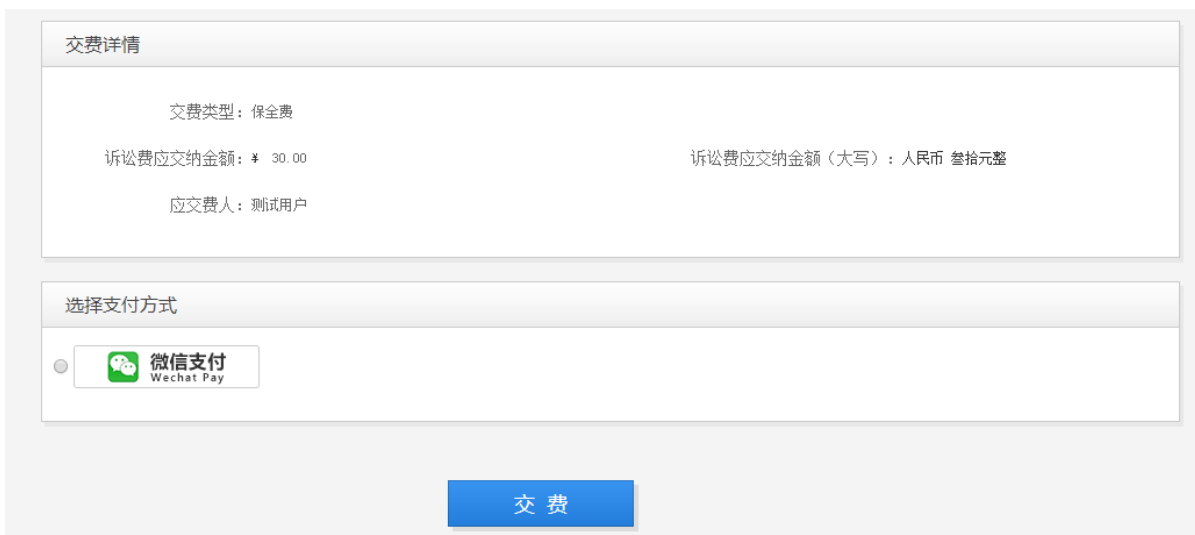 交费详情
交费类型：保全费
诉讼费应交纳金额：¥ 30.00 诉讼费应交纳金额（大写）：人民币 叁拾元整
应交费人：测试用户
选择支付方式
微信支付
Wechat Pay
交 费